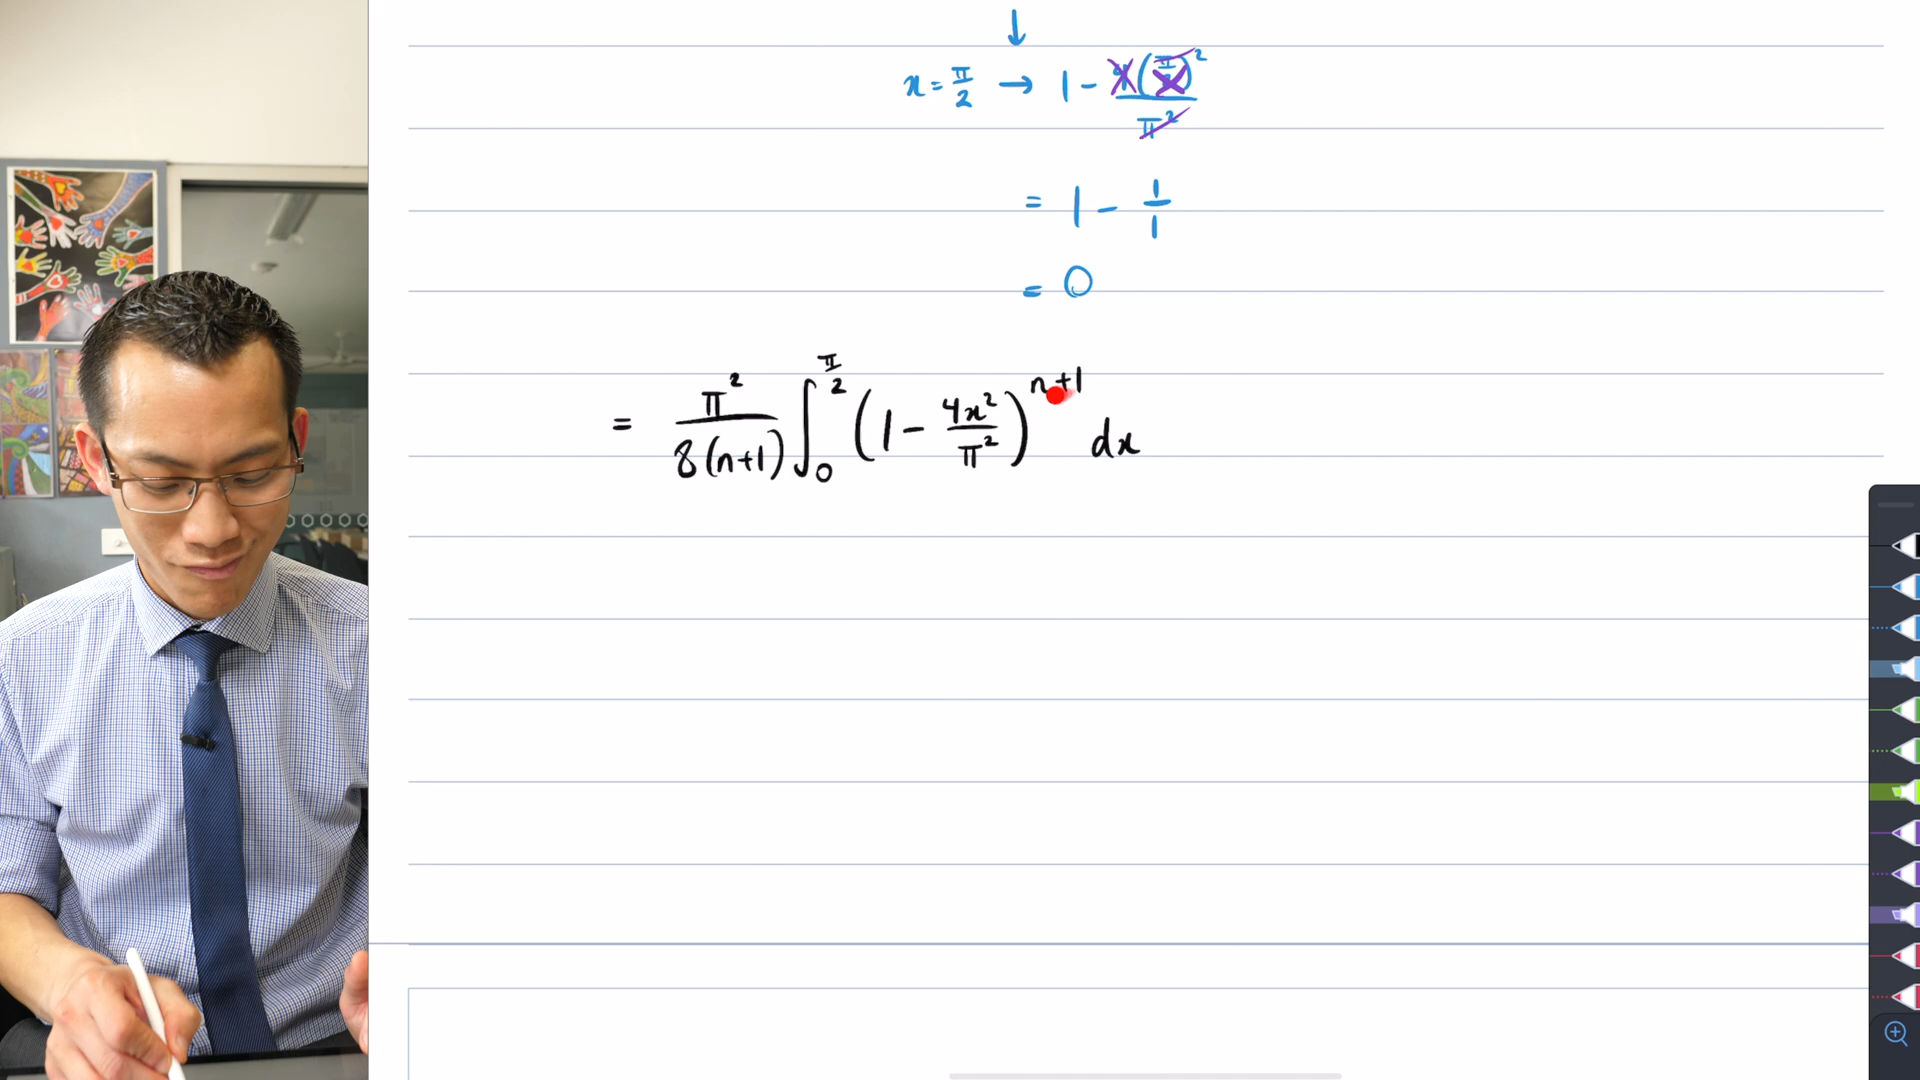 x = π/2 → 1 - 4(π/2)² / π²
= 1 - 1/1
= 0
= π² / 8(n+1) ∫₀^(π/2) (1 - 4x²/π²)^(n+1) dx